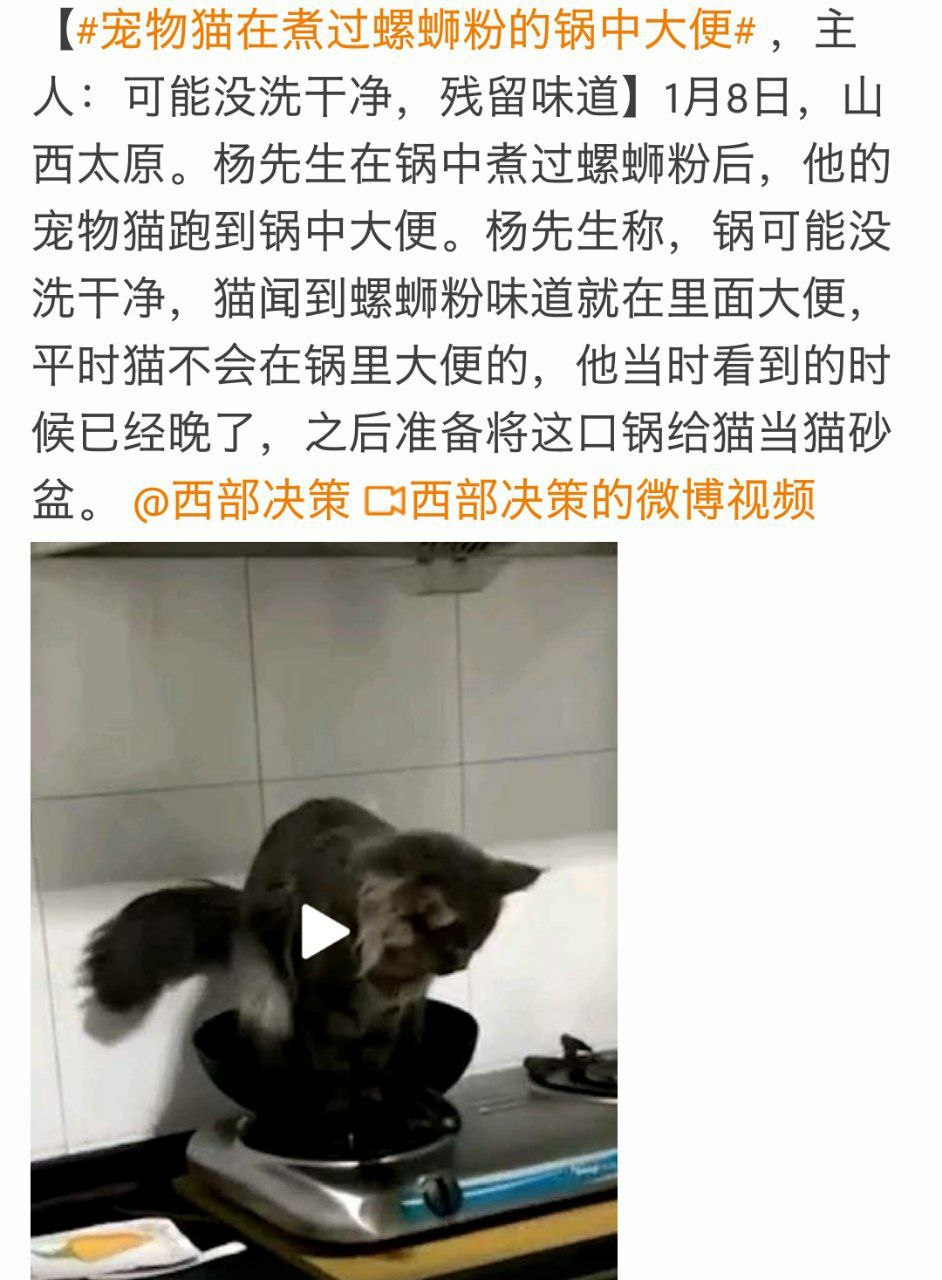 【#宠物猫在煮过螺蛳粉的锅中大便#，主
人：可能没洗干净，残留味道】1月8日，山
西太原。杨先生在锅中煮过螺蛳粉后，他的
宠物猫跑到锅中大便。杨先生称，锅可能没
洗干净，猫闻到螺蛳粉味道就在里面大便，
平时猫不会在锅里大便的，他当时看到的时
候已经晚了，之后准备将这口锅给猫当猫砂
盆。@西部决策 西部决策的微博视频